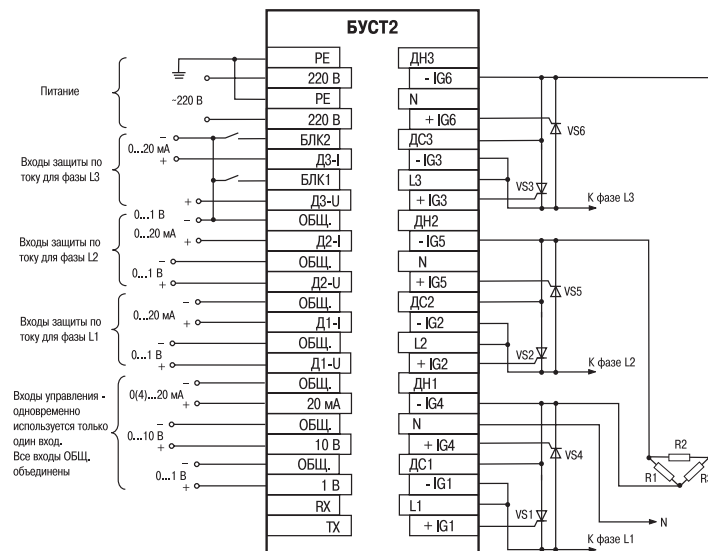 БУСТ2
Питание
~220 В
Входы защиты по
току для фазы L3
−
0...20 мА
+
+
0...1 В
−
Входы защиты по
току для фазы L2
0...20 мА
+
−
0...1 В
+
Входы защиты по
току для фазы L1
−
0...20 мА
+
−
0...1 В
+
Входы управления -
одновременно
используется только
один вход.
Все входы ОБЩ.
объединены
−
0(4)...20 мА
+
−
0...10 В
+
−
0...1 В
+
PE
220 В
PE
220 В
БЛК2
Д3-I
БЛК1
Д3-U
ОБЩ.
Д2-I
ОБЩ.
Д2-U
ОБЩ.
Д1-I
ОБЩ.
Д1-U
ОБЩ.
20 мА
ОБЩ.
10 В
ОБЩ.
1 В
RX
TX
ДН3
- IG6
N
+ IG6
ДС3
- IG3
L3
+ IG3
ДН2
- IG5
N
+ IG5
ДС2
- IG2
L2
+ IG2
ДН1
- IG4
N
+ IG4
ДС1
- IG1
L1
+ IG1
VS6
VS3
К фазе L3
VS5
VS2
К фазе L2
VS4
VS1
R2
R1
N
К фазе L1